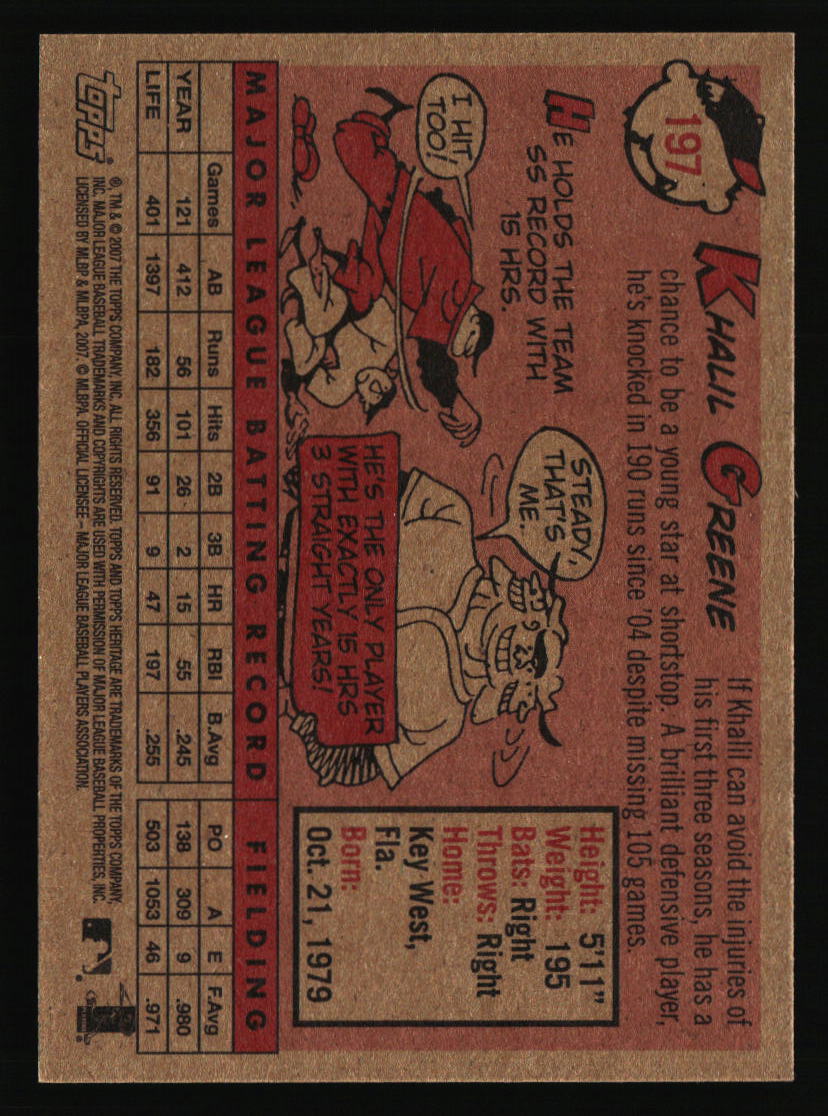 197
KHALIL GREENE
If Khalil can avoid the injuries of
his first three seasons, he has a
chance to be a young star at shortstop. A brilliant defensive player,
he's knocked in 190 runs since '04 despite missing 105 games.
HE HOLDS THE TEAM
SS RECORD WITH
15 HRS.
I HIT,
TOO!
STEADY,
THAT'S
ME.
HE'S THE ONLY PLAYER
WITH EXACTLY 15 HRS
3 STRAIGHT YEARS!
Height: 5'11"
Weight: 195
Bats: Right
Throws: Right
Home:
Key West,
Fla.
Born:
Oct. 21, 1979
MAJOR LEAGUE BATTING RECORD FIELDING
Games AB Runs Hits 2B 3B HR RBI B.Avg PO A E F.Avg
YEAR 121 412 56 101 26 2 15 55 .245 138 309 9 .980
LIFE 401 1397 182 356 91 9 47 197 .255 503 1053 46 .971
topps®
®, TM & © 2007 THE TOPPS COMPANY, INC. ALL RIGHTS RESERVED. TOPPS AND TOPPS HERITAGE ARE TRADEMARKS OF THE TOPPS COMPANY,
INC. MAJOR LEAGUE BASEBALL TRADEMARKS AND COPYRIGHTS ARE USED WITH PERMISSION OF MAJOR LEAGUE BASEBALL PROPERTIES, INC.
LICENSED BY MLBP & MLBPA, 2007. © MLBPA. OFFICIAL LICENSEE – MAJOR LEAGUE BASEBALL PLAYERS ASSOCIATION.